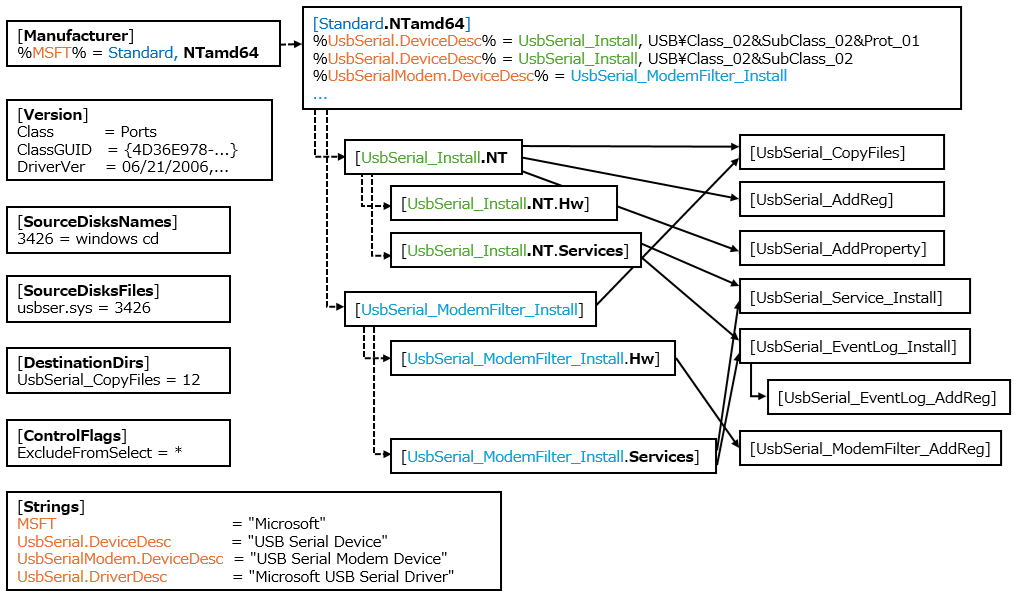 [Manufacturer]
%MSFT% = Standard, NTamd64
[Standard.NTamd64]
%UsbSerial.DeviceDesc% = UsbSerial_Install, USB¥Class_02&SubClass_02&Prot_01
%UsbSerial.DeviceDesc% = UsbSerial_Install, USB¥Class_02&SubClass_02
%UsbSerialModem.DeviceDesc% = UsbSerial_ModemFilter_Install
...
[Version]
Class = Ports
ClassGUID = {4D36E978-...}
DriverVer = 06/21/2006,...
[SourceDisksNames]
3426 = windows cd
[SourceDisksFiles]
usbser.sys = 3426
[DestinationDirs]
UsbSerial_CopyFiles = 12
[ControlFlags]
ExcludeFromSelect = *
[UsbSerial_Install.NT]
[UsbSerial_Install.NT.Hw]
[UsbSerial_Install.NT.Services]
[UsbSerial_ModemFilter_Install]
[UsbSerial_ModemFilter_Install.Hw]
[UsbSerial_ModemFilter_Install.Services]
[UsbSerial_CopyFiles]
[UsbSerial_AddReg]
[UsbSerial_AddProperty]
[UsbSerial_Service_Install]
[UsbSerial_EventLog_Install]
[UsbSerial_EventLog_AddReg]
[UsbSerial_ModemFilter_AddReg]
[Strings]
MSFT = "Microsoft"
UsbSerial.DeviceDesc = "USB Serial Device"
UsbSerialModem.DeviceDesc = "USB Serial Modem Device"
UsbSerial.DriverDesc = "Microsoft USB Serial Driver"